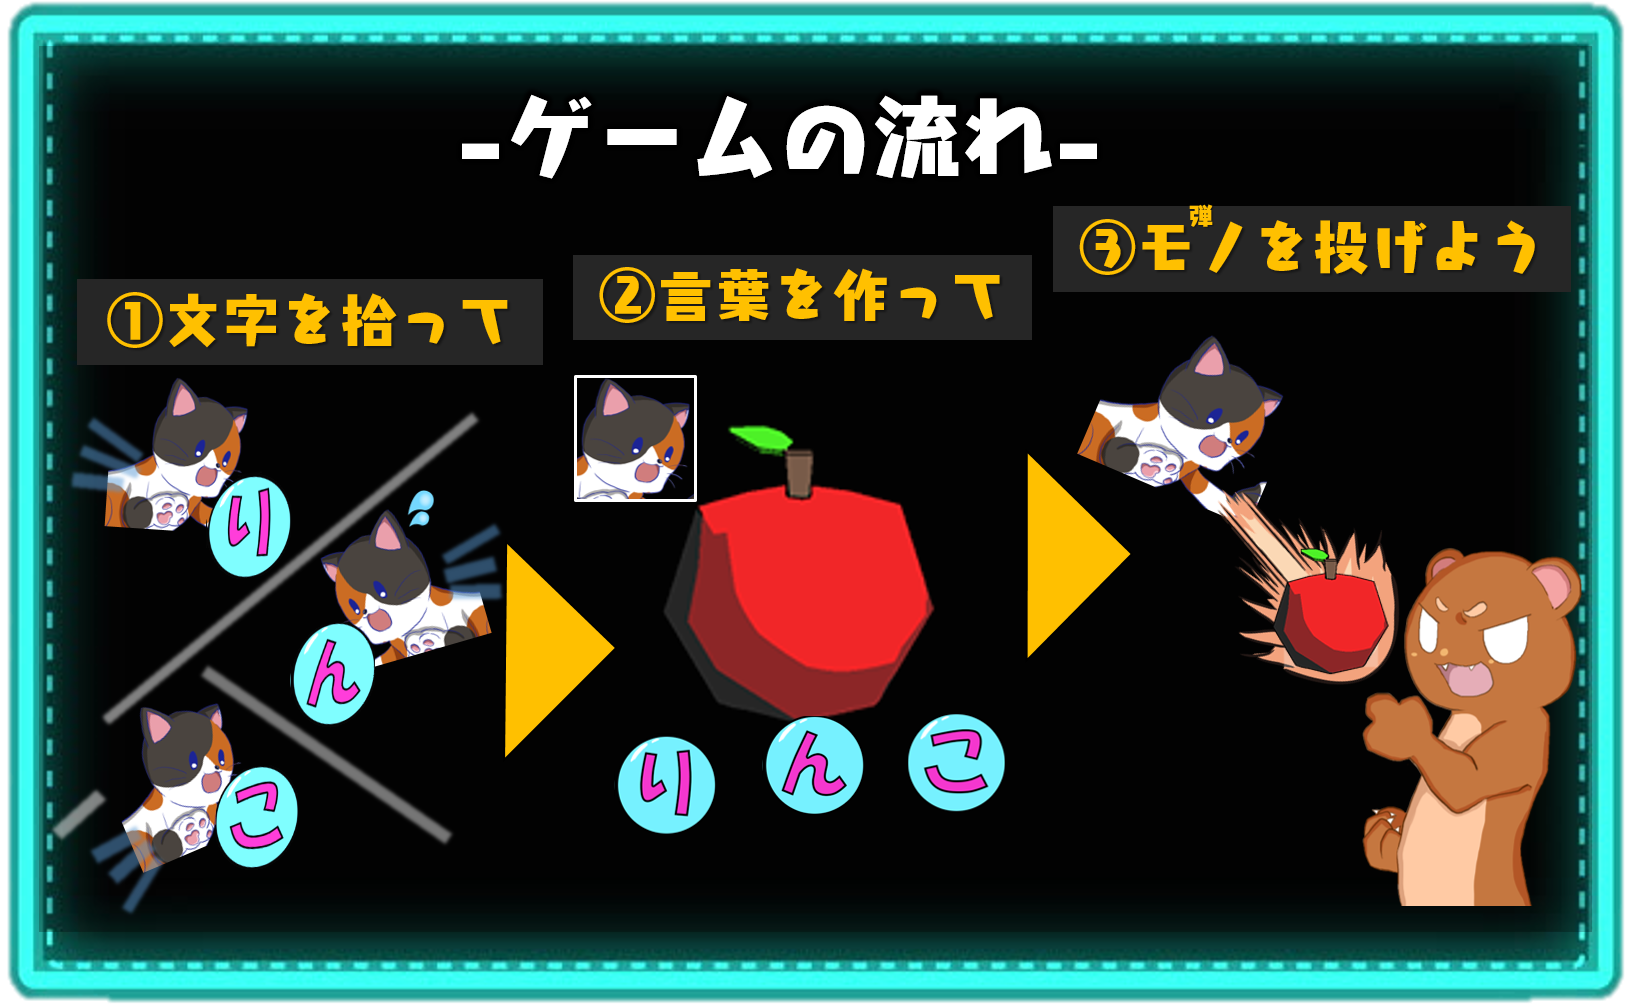 -ゲームの流れ-
①文字を拾って
②言葉を作って
弾
③モノを投げよう
り
ん
こ
り
ん
こ